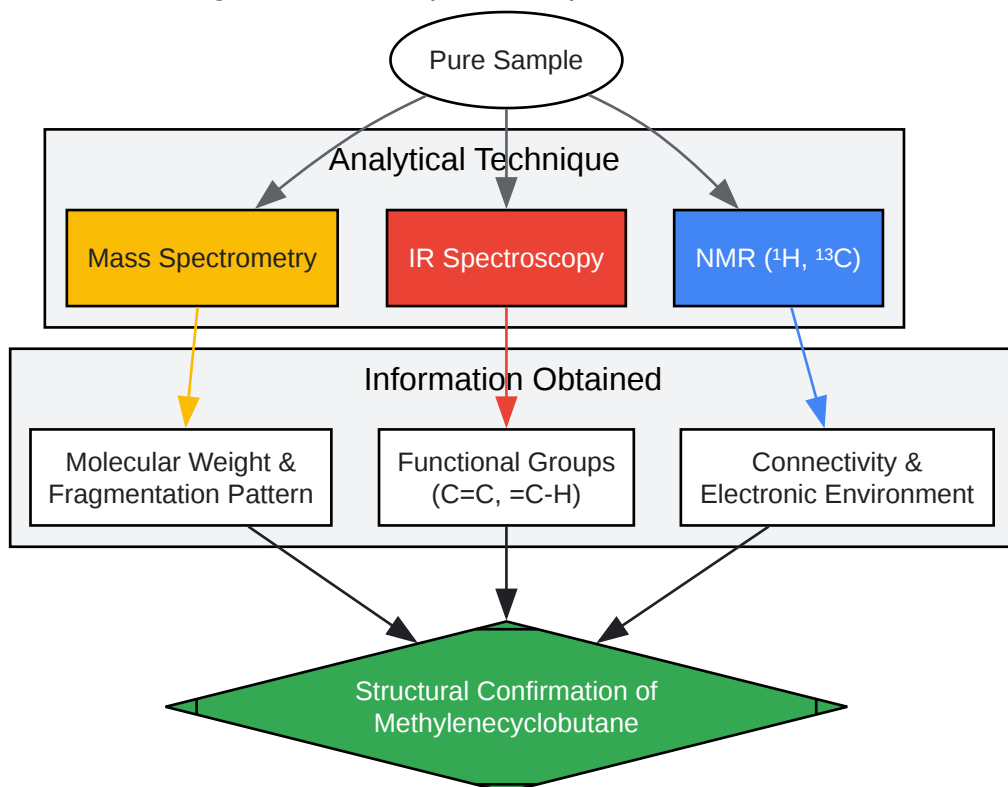 Pure Sample
Analytical Technique
Mass Spectrometry
IR Spectroscopy
NMR (¹H, ¹³C)
Information Obtained
Molecular Weight &
Fragmentation Pattern
Functional Groups
(C=C, =C-H)
Connectivity &
Electronic Environment
Structural Confirmation of
Methylenecyclobutane